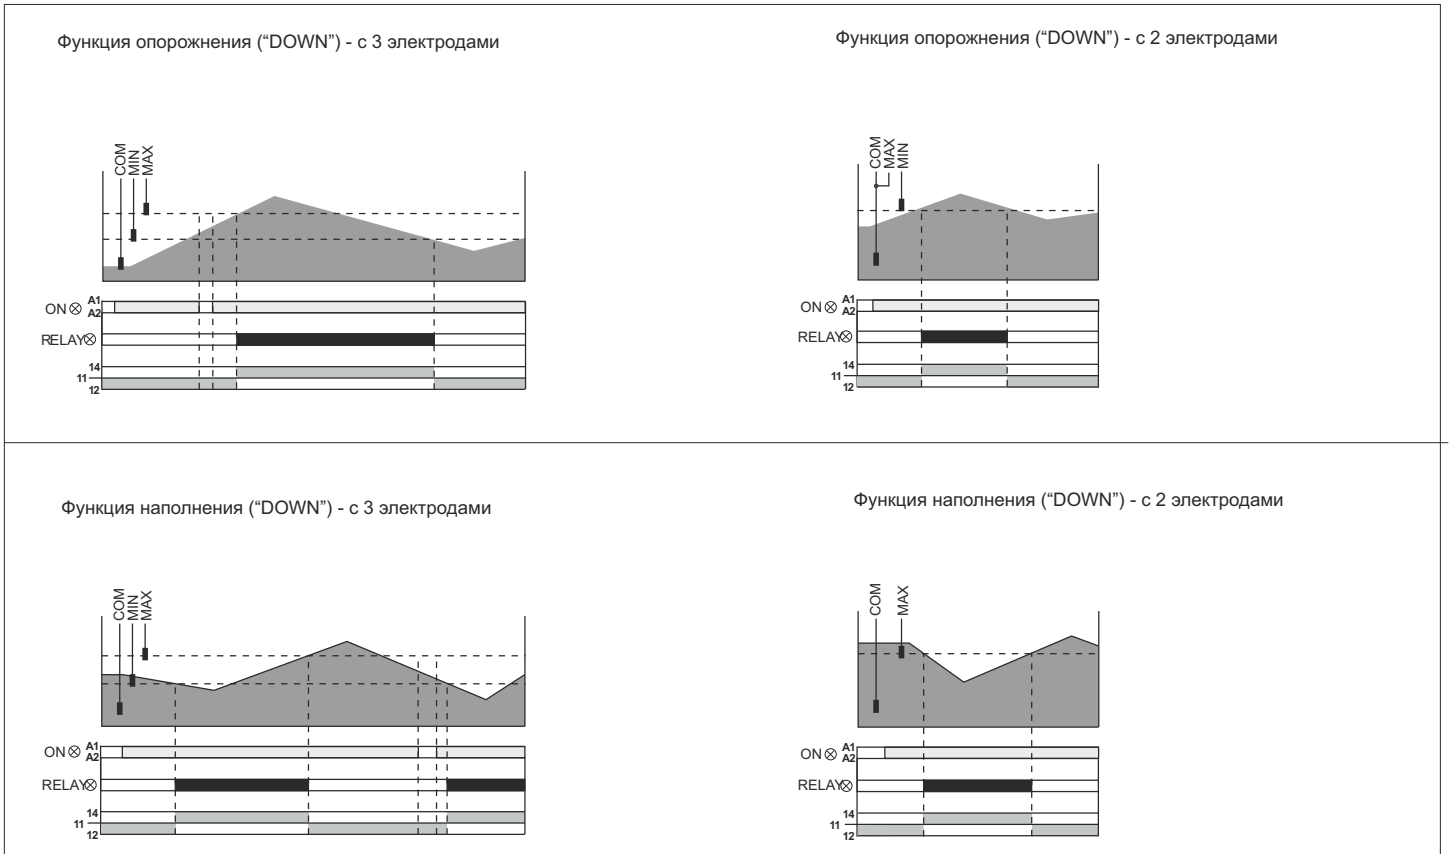 Функция опорожнения (“DOWN”) - с 3 электродами
COM
MIN
MAX
ON
A1
A2
RELAY
14
11
12
Функция опорожнения (“DOWN”) - с 2 электродами
COM
MAX
MIN
ON
A1
A2
RELAY
14
11
12
Функция наполнения (“DOWN”) - с 3 электродами
COM
MIN
MAX
ON
A1
A2
RELAY
14
11
12
Функция наполнения (“DOWN”) - с 2 электродами
COM
MAX
ON
A1
A2
RELAY
14
11
12